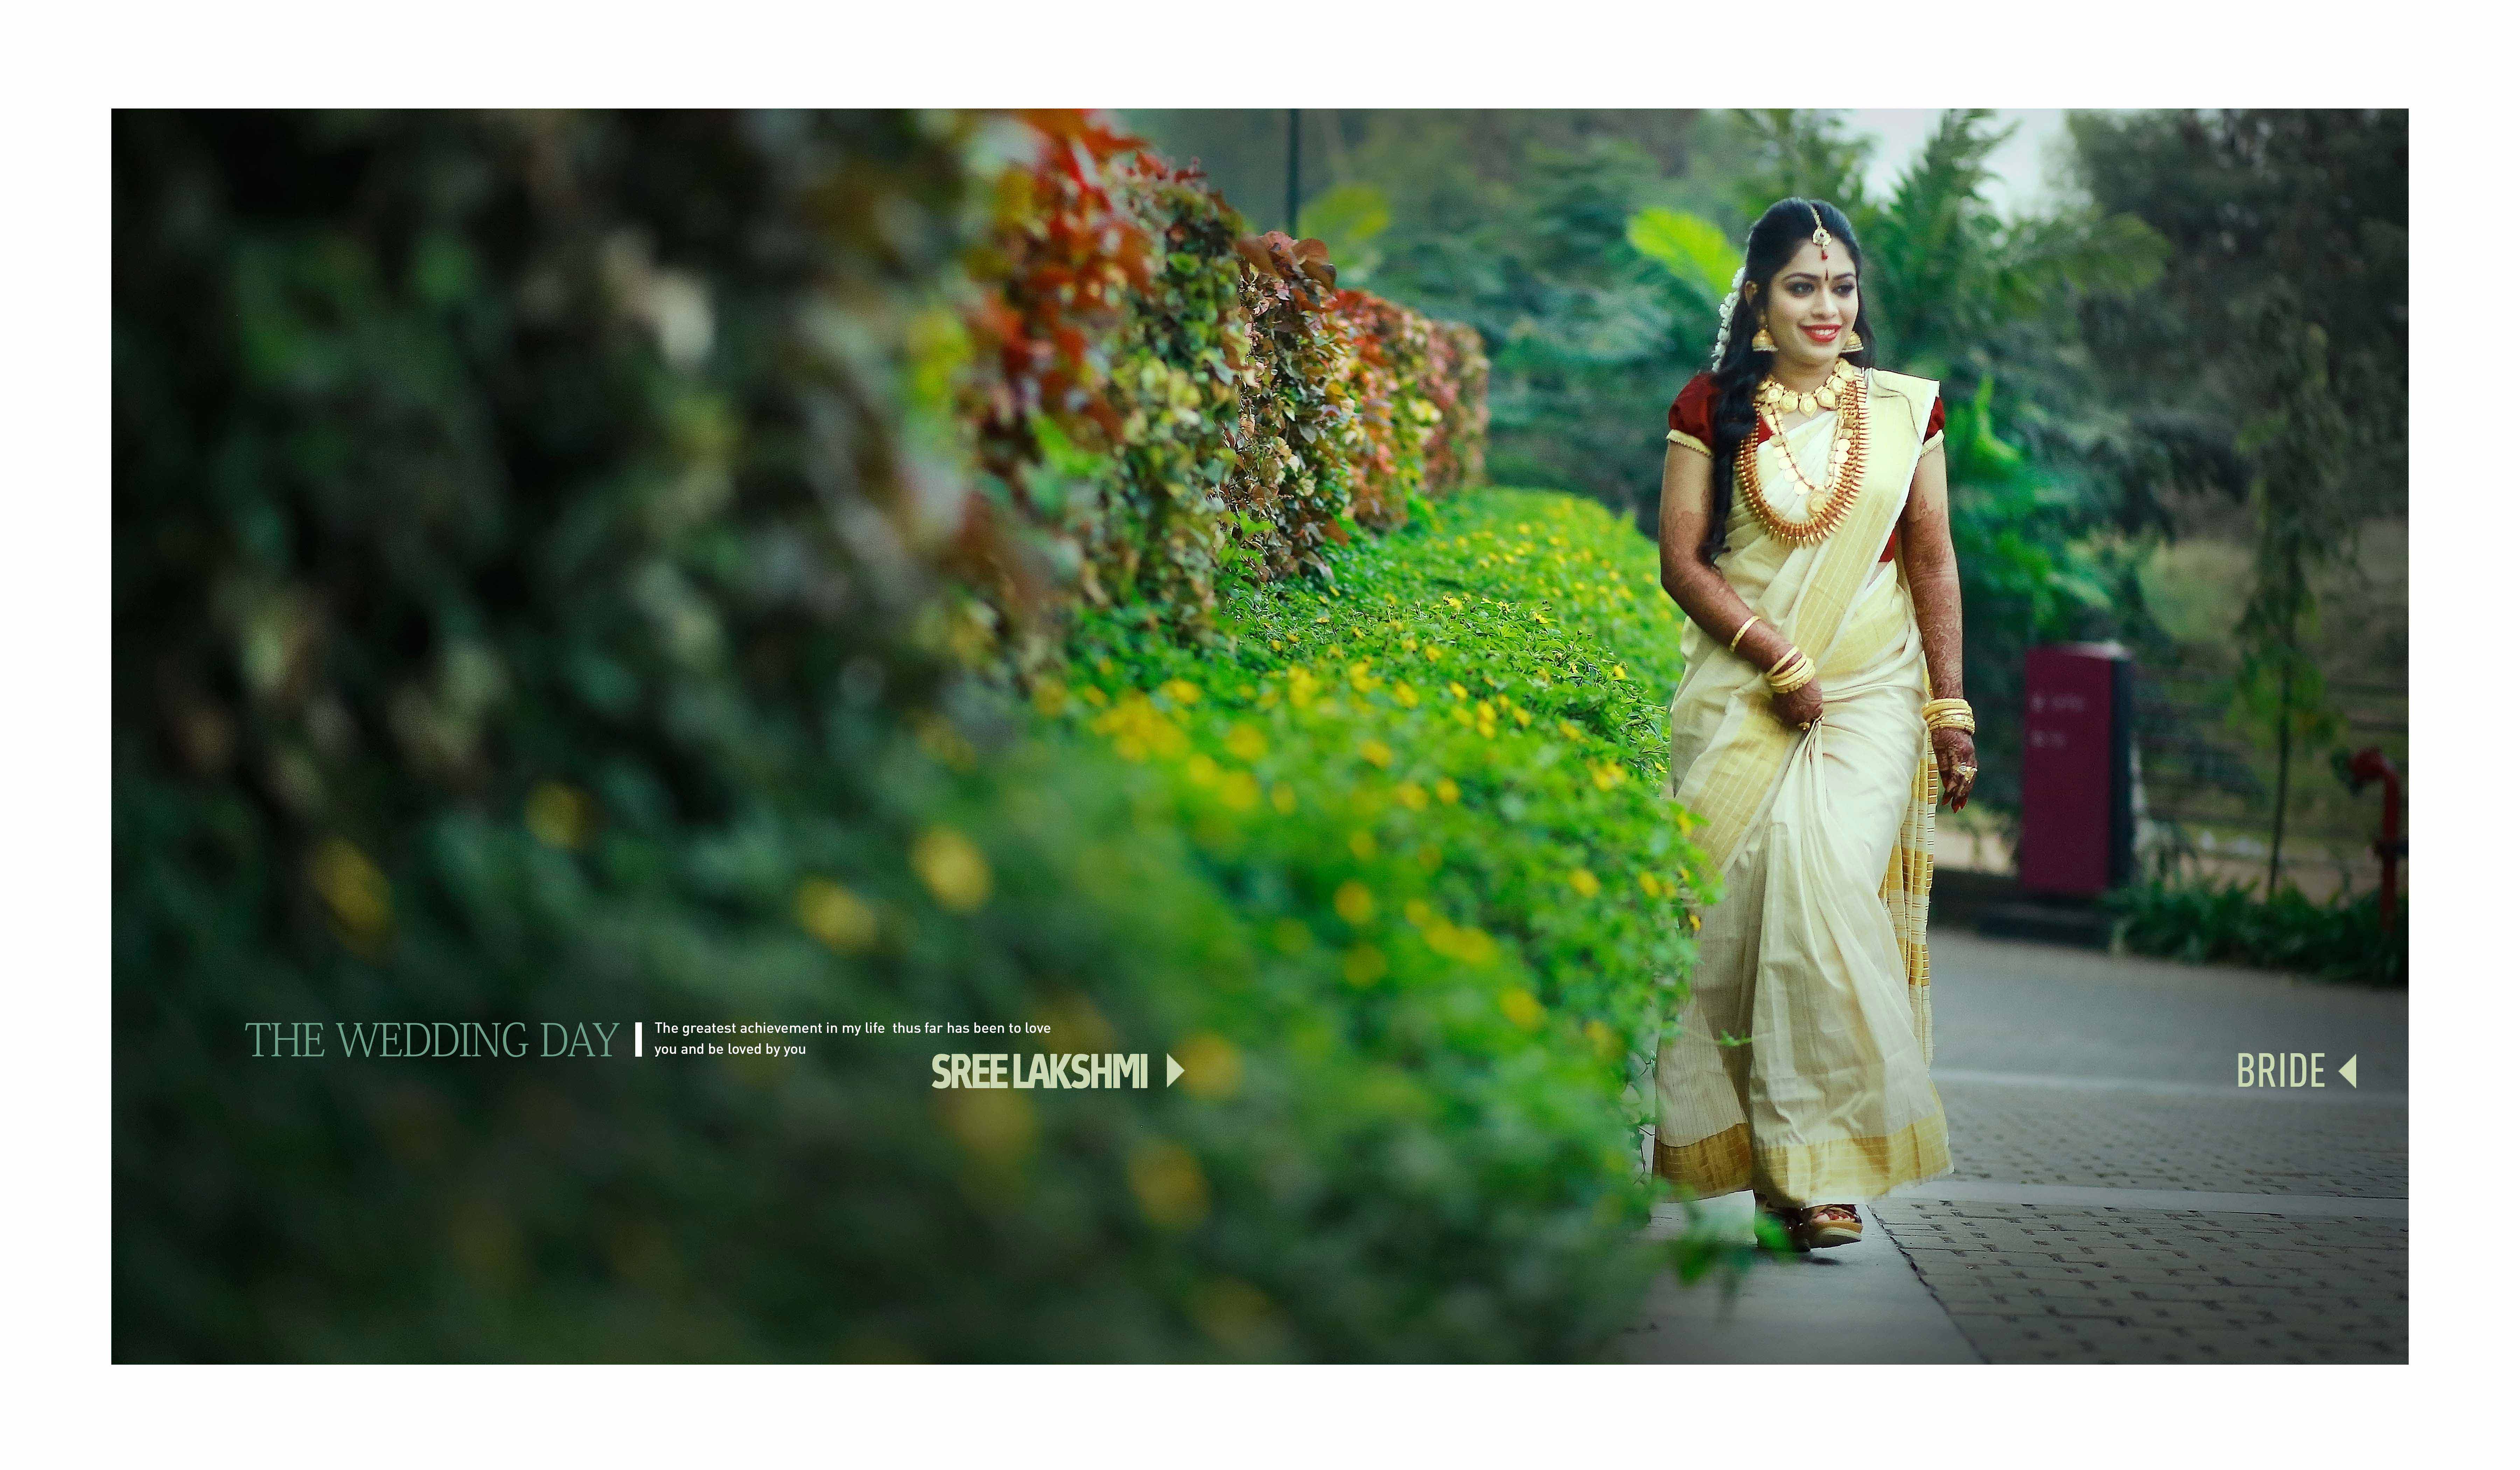 THE WEDDING DAY
The greatest achievement in my life thus far has been to love
you and be loved by you
SREE LAKSHMI
BRIDE